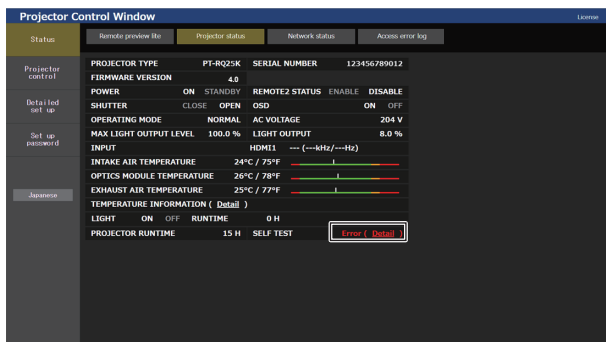 Projector Control Window
License
Status
Remote preview lite
Projector status
Network status
Access error log
Projector
control
Detailed
set up
Set up
password
Japanese
PROJECTOR TYPE PT-RQ25K SERIAL NUMBER 123456789012
FIRMWARE VERSION 4.0
POWER ON STANDBY REMOTE2 STATUS ENABLE DISABLE
SHUTTER CLOSE OPEN OSD ON OFF
OPERATING MODE NORMAL AC VOLTAGE 204 V
MAX LIGHT OUTPUT LEVEL 100.0 % LIGHT OUTPUT 8.0 %
INPUT HDMI1 --- (---kHz/---Hz)
INTAKE AIR TEMPERATURE 24°C / 75°F
OPTICS MODULE TEMPERATURE 26°C / 78°F
EXHAUST AIR TEMPERATURE 25°C / 77°F
TEMPERATURE INFORMATION ( Detail )
LIGHT ON OFF RUNTIME 0 H
PROJECTOR RUNTIME 15 H SELF TEST Error ( Detail )